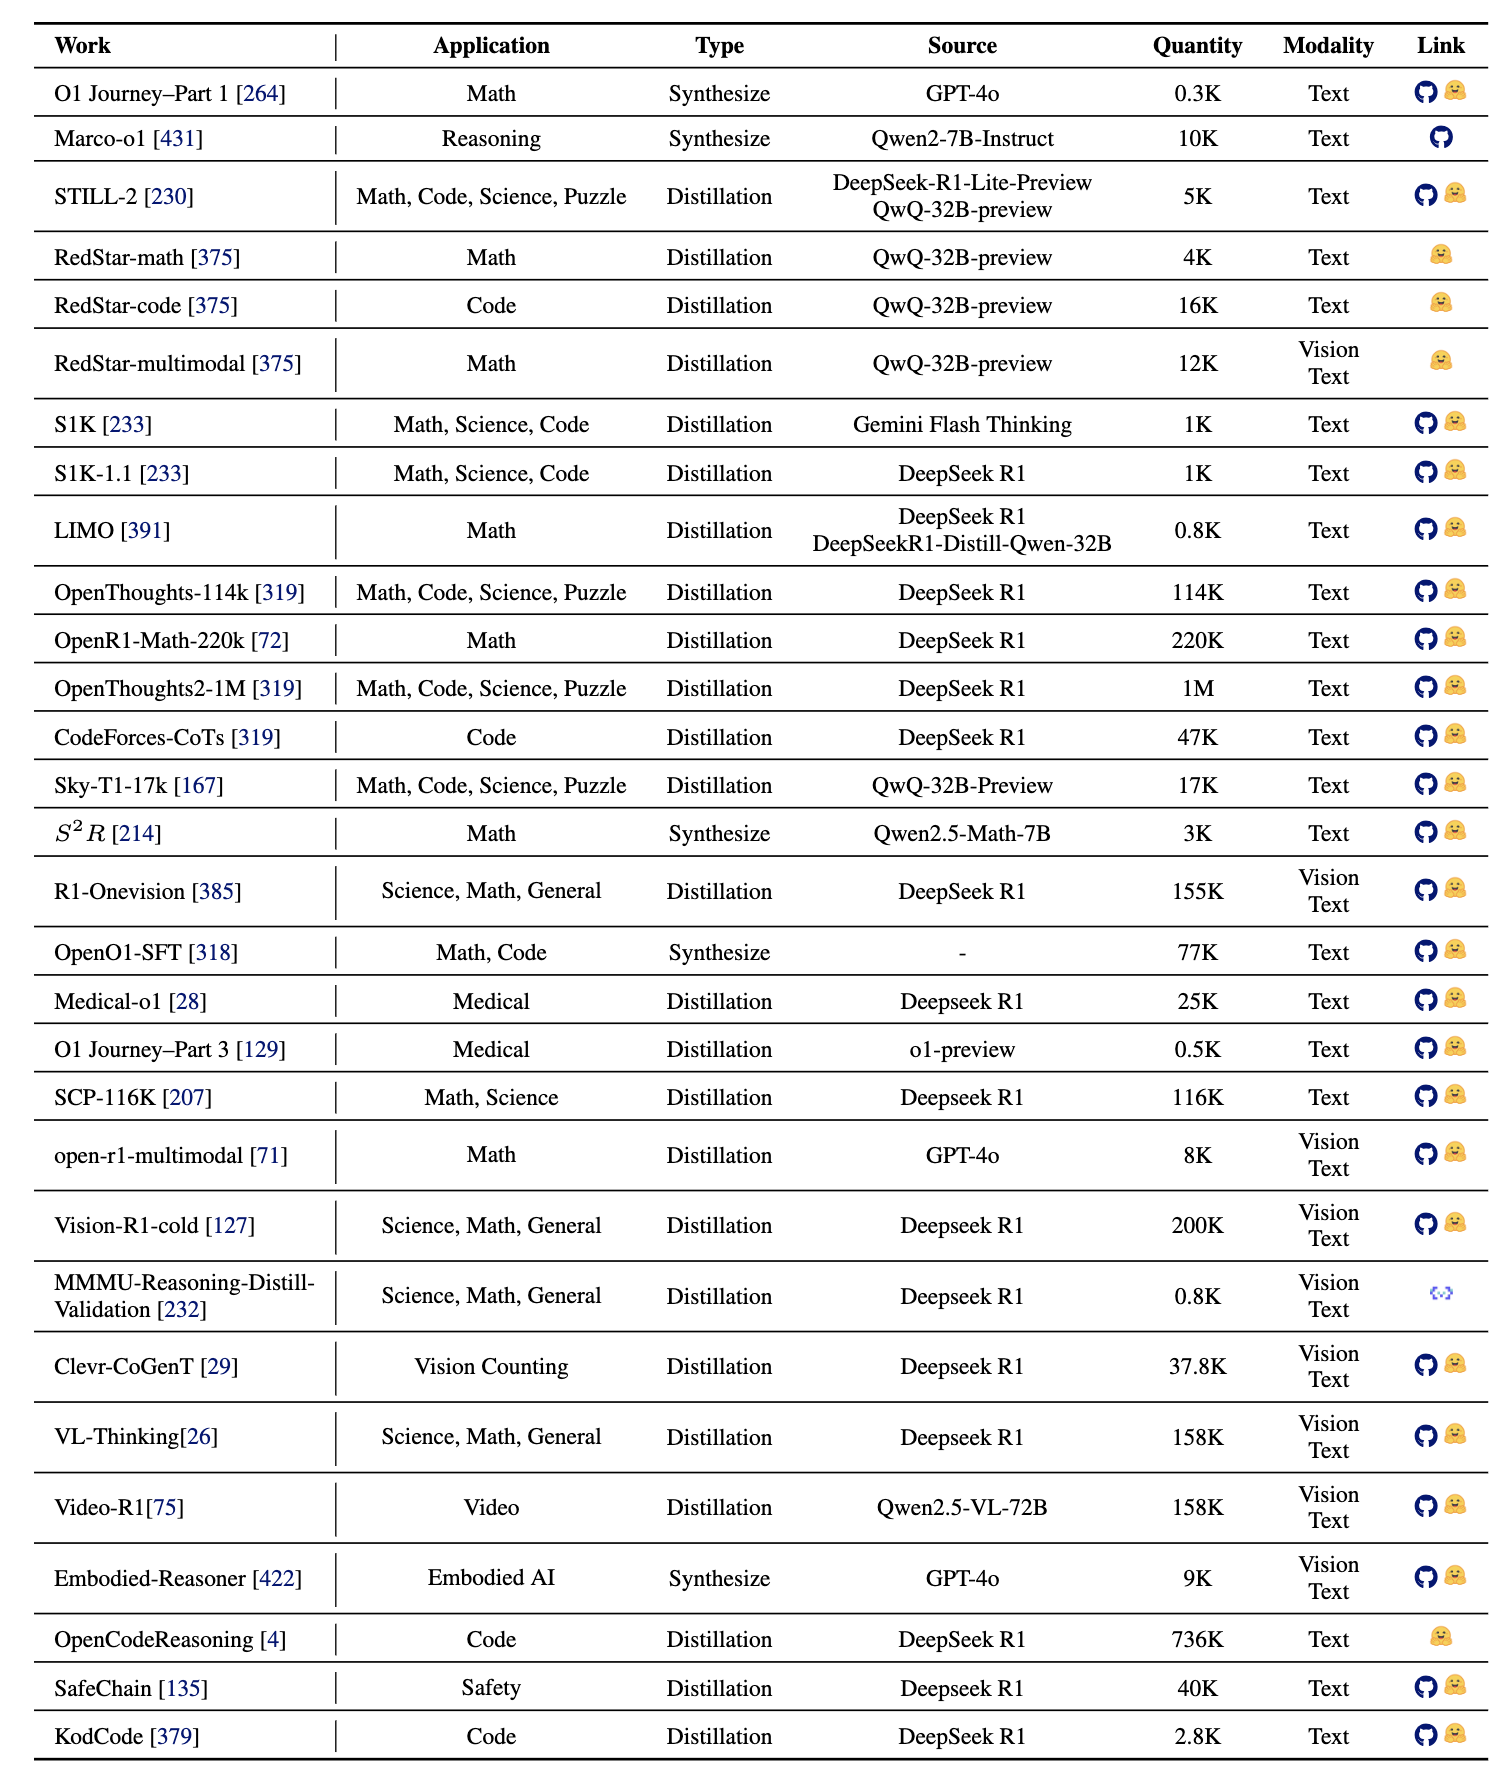 Work Application Type Source Quantity Modality Link
O1 Journey–Part 1 [264] Math Synthesize GPT-4o 0.3K Text
Marco-o1 [431] Reasoning Synthesize Qwen2-7B-Instruct 10K Text
STILL-2 [230] Math, Code, Science, Puzzle Distillation DeepSeek-R1-Lite-Preview 5K Text
QwQ-32B-preview
RedStar-math [375] Math Distillation QwQ-32B-preview 4K Text
RedStar-code [375] Code Distillation QwQ-32B-preview 16K Text
RedStar-multimodal [375] Math Distillation QwQ-32B-preview 12K Vision
Text
S1K [233] Math, Science, Code Distillation Gemini Flash Thinking 1K Text
S1K-1.1 [233] Math, Science, Code Distillation DeepSeek R1 1K Text
LIMO [391] Math Distillation DeepSeek R1 0.8K Text
DeepSeekR1-Distill-Qwen-32B
OpenThoughts-114k [319] Math, Code, Science, Puzzle Distillation DeepSeek R1 114K Text
OpenR1-Math-220k [72] Math Distillation DeepSeek R1 220K Text
OpenThoughts2-1M [319] Math, Code, Science, Puzzle Distillation DeepSeek R1 1M Text
CodeForces-CoTs [319] Code Distillation DeepSeek R1 47K Text
Sky-T1-17k [167] Math, Code, Science, Puzzle Distillation QwQ-32B-Preview 17K Text
S²R [214] Math Synthesize Qwen2.5-Math-7B 3K Text
R1-Onevision [385] Science, Math, General Distillation DeepSeek R1 155K Vision
Text
OpenO1-SFT [318] Math, Code Synthesize - 77K Text
Medical-o1 [28] Medical Distillation Deepseek R1 25K Text
O1 Journey–Part 3 [129] Medical Distillation o1-preview 0.5K Text
SCP-116K [207] Math, Science Distillation Deepseek R1 116K Text
open-r1-multimodal [71] Math Distillation GPT-4o 8K Vision
Text
Vision-R1-cold [127] Science, Math, General Distillation Deepseek R1 200K Vision
Text
MMMU-Reasoning-Distill- Science, Math, General Distillation Deepseek R1 0.8K Vision
Validation [232] Text
Clevr-CoGenT [29] Vision Counting Distillation Deepseek R1 37.8K Vision
Text
VL-Thinking[26] Science, Math, General Distillation Deepseek R1 158K Vision
Text
Video-R1[75] Video Distillation Qwen2.5-VL-72B 158K Vision
Text
Embodied-Reasoner [422] Embodied AI Synthesize GPT-4o 9K Vision
Text
OpenCodeReasoning [4] Code Distillation DeepSeek R1 736K Text
SafeChain [135] Safety Distillation Deepseek R1 40K Text
KodCode [379] Code Distillation DeepSeek R1 2.8K Text